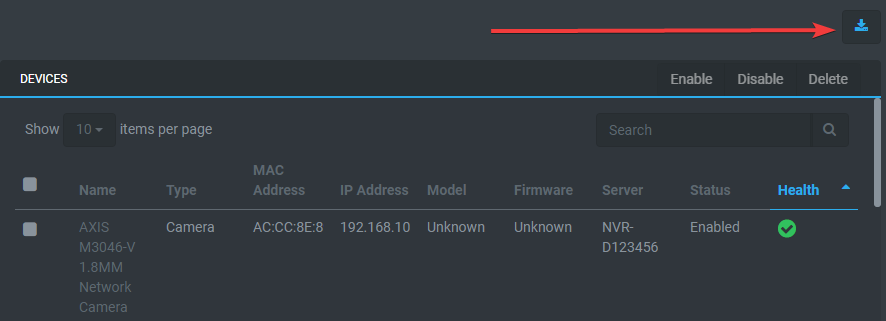 DEVICES Enable Disable Delete
Show 10 items per page Search
MAC
Name Type Address IP Address Model Firmware Server Status Health
AXIS Camera AC:CC:8E:8 192.168.10 Unknown Unknown NVR- Enabled
M3046-V D123456
1.8MM
Network
Camera